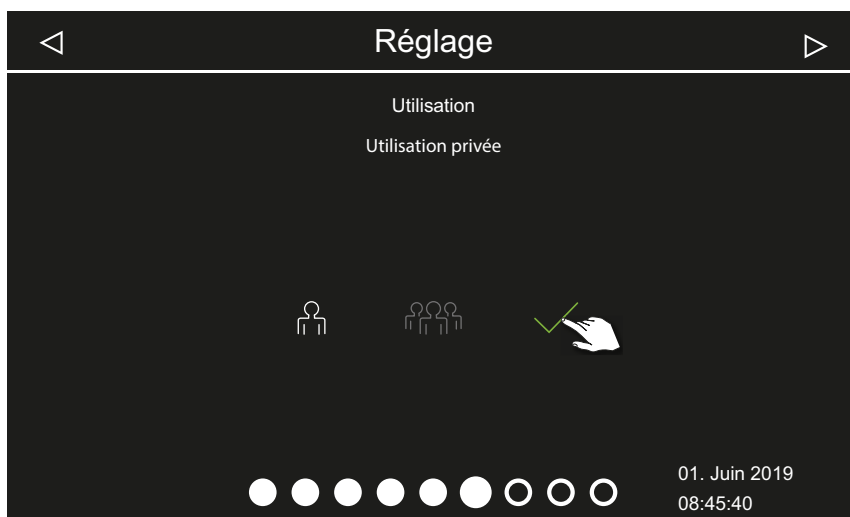 Réglage
Utilisation
Utilisation privée
01. Juin 2019
08:45:40